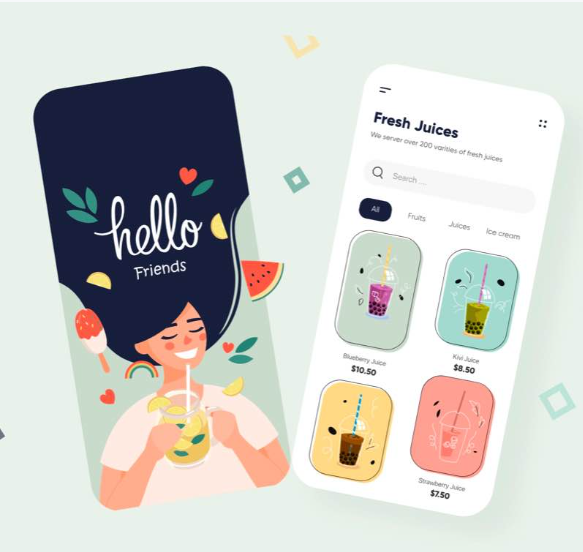 hello
Friends
Fresh Juices
We server over 200 varities of fresh juices
Search ...
All
Fruits
Juices
Ice cream
Blueberry Juice
$10.50
Kivi Juice
$8.50
Strawberry Juice
$7.50